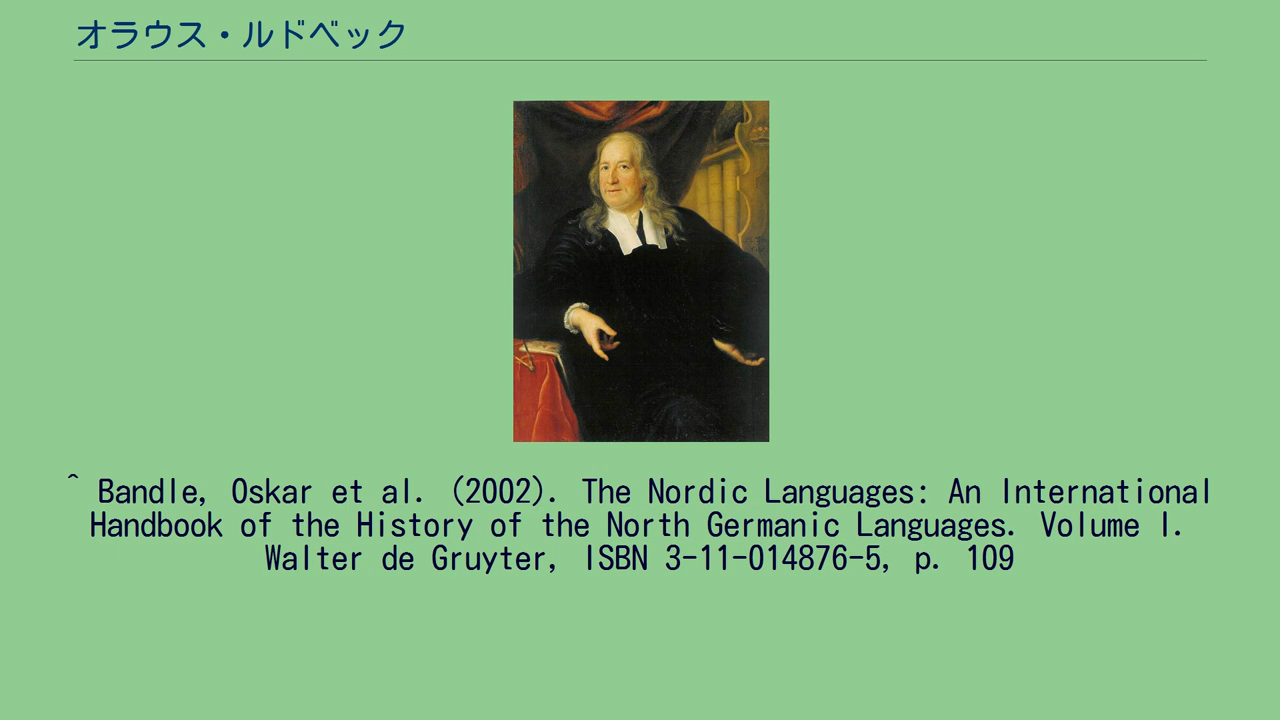 オラウス・ルドベック
^ Bandle, Oskar et al. (2002). The Nordic Languages: An International
Handbook of the History of the North Germanic Languages. Volume I.
Walter de Gruyter, ISBN 3-11-014876-5, p. 109